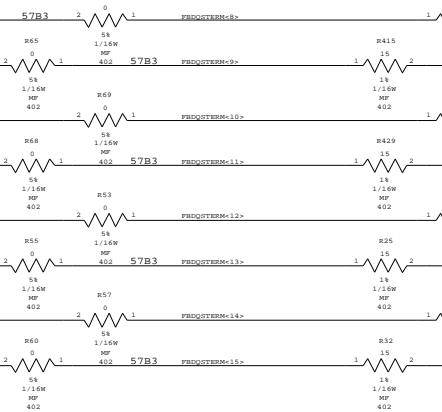 0
57B3 2 1 FBDQSTERM<8> 1
5%
R65 1/16W R415
0 MF 15
2 1 402 57B3 FBDQSTERM<9> 1 2
5% 1%
1/16W 1/16W
MF R69 MF
402 0 402
2 1 FBDQSTERM<10> 1
5%
R68 1/16W R429
0 MF 15
2 1 402 57B3 FBDQSTERM<11> 1 2
5% 1%
1/16W 1/16W
MF R53 MF
402 0 402
2 1 FBDQSTERM<12> 1
5%
R55 1/16W R25
0 MF 15
2 1 402 57B3 FBDQSTERM<13> 1 2
5% 1%
1/16W 1/16W
MF R57 MF
402 0 402
2 1 FBDQSTERM<14> 1
5%
R60 1/16W R32
0 MF 15
2 1 402 57B3 FBDQSTERM<15> 1 2
5% 1%
1/16W 1/16W
MF MF
402 402